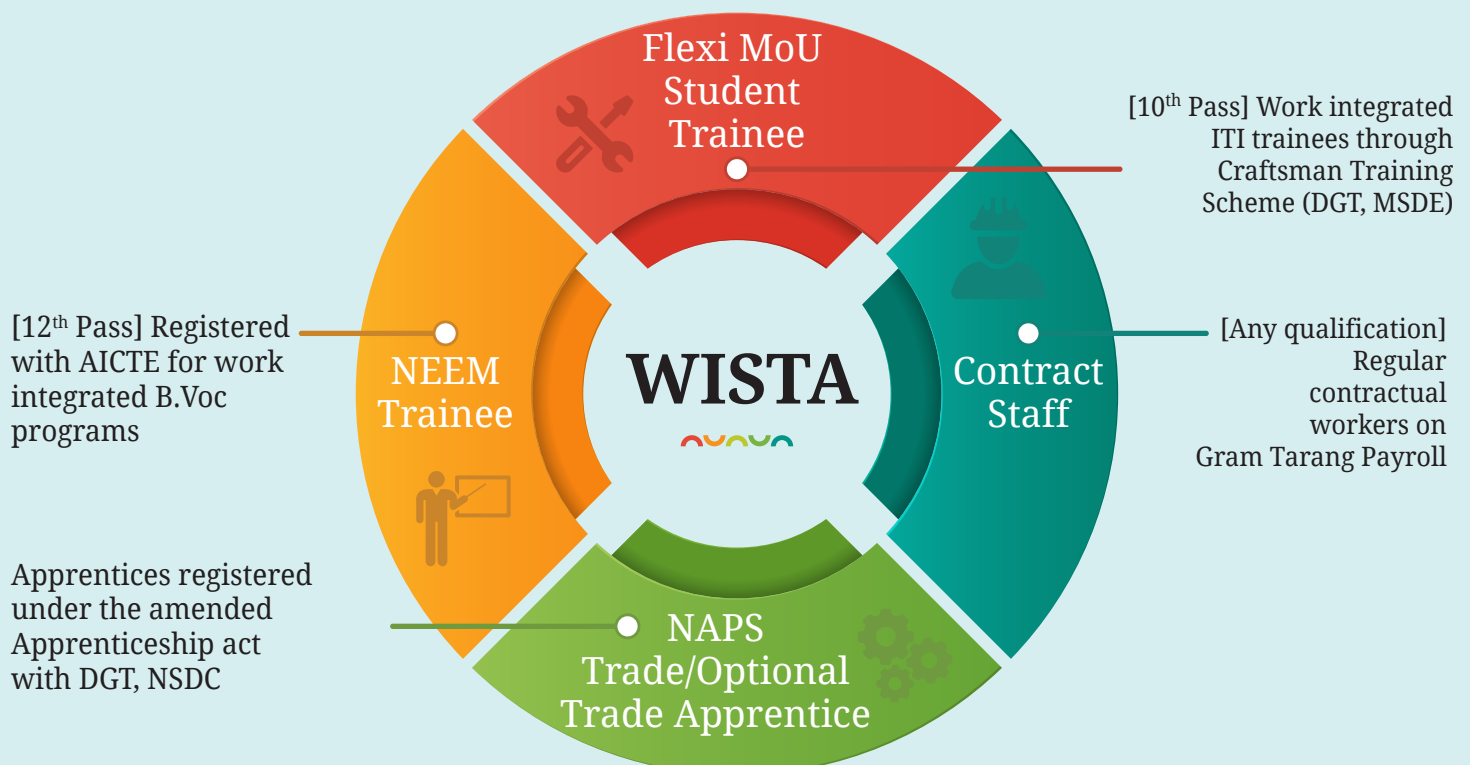 Flexi MoU
Student
Trainee
[10th Pass] Work integrated
ITI trainees through
Craftsman Training
Scheme (DGT, MSDE)
[12th Pass] Registered
with AICTE for work
integrated B.Voc
programs
NEEM
Trainee
WISTA
Contract
Staff
[Any qualification]
Regular
contractual
workers on
Gram Tarang Payroll
Apprentices registered
under the amended
Apprenticeship act
with DGT, NSDC
NAPS
Trade/Optional
Trade Apprentice